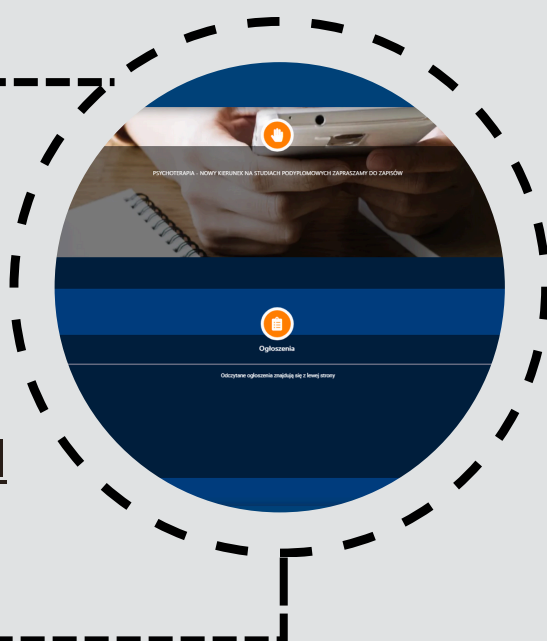 PSYCHOTERAPIA - NOWY KIERUNEK NA STUDIACH PODYPLOMOWYCH ZAPRASZAMY DO ZAPISÓW
Ogłoszenia
Odczytane ogłoszenia znajdują się z lewej strony